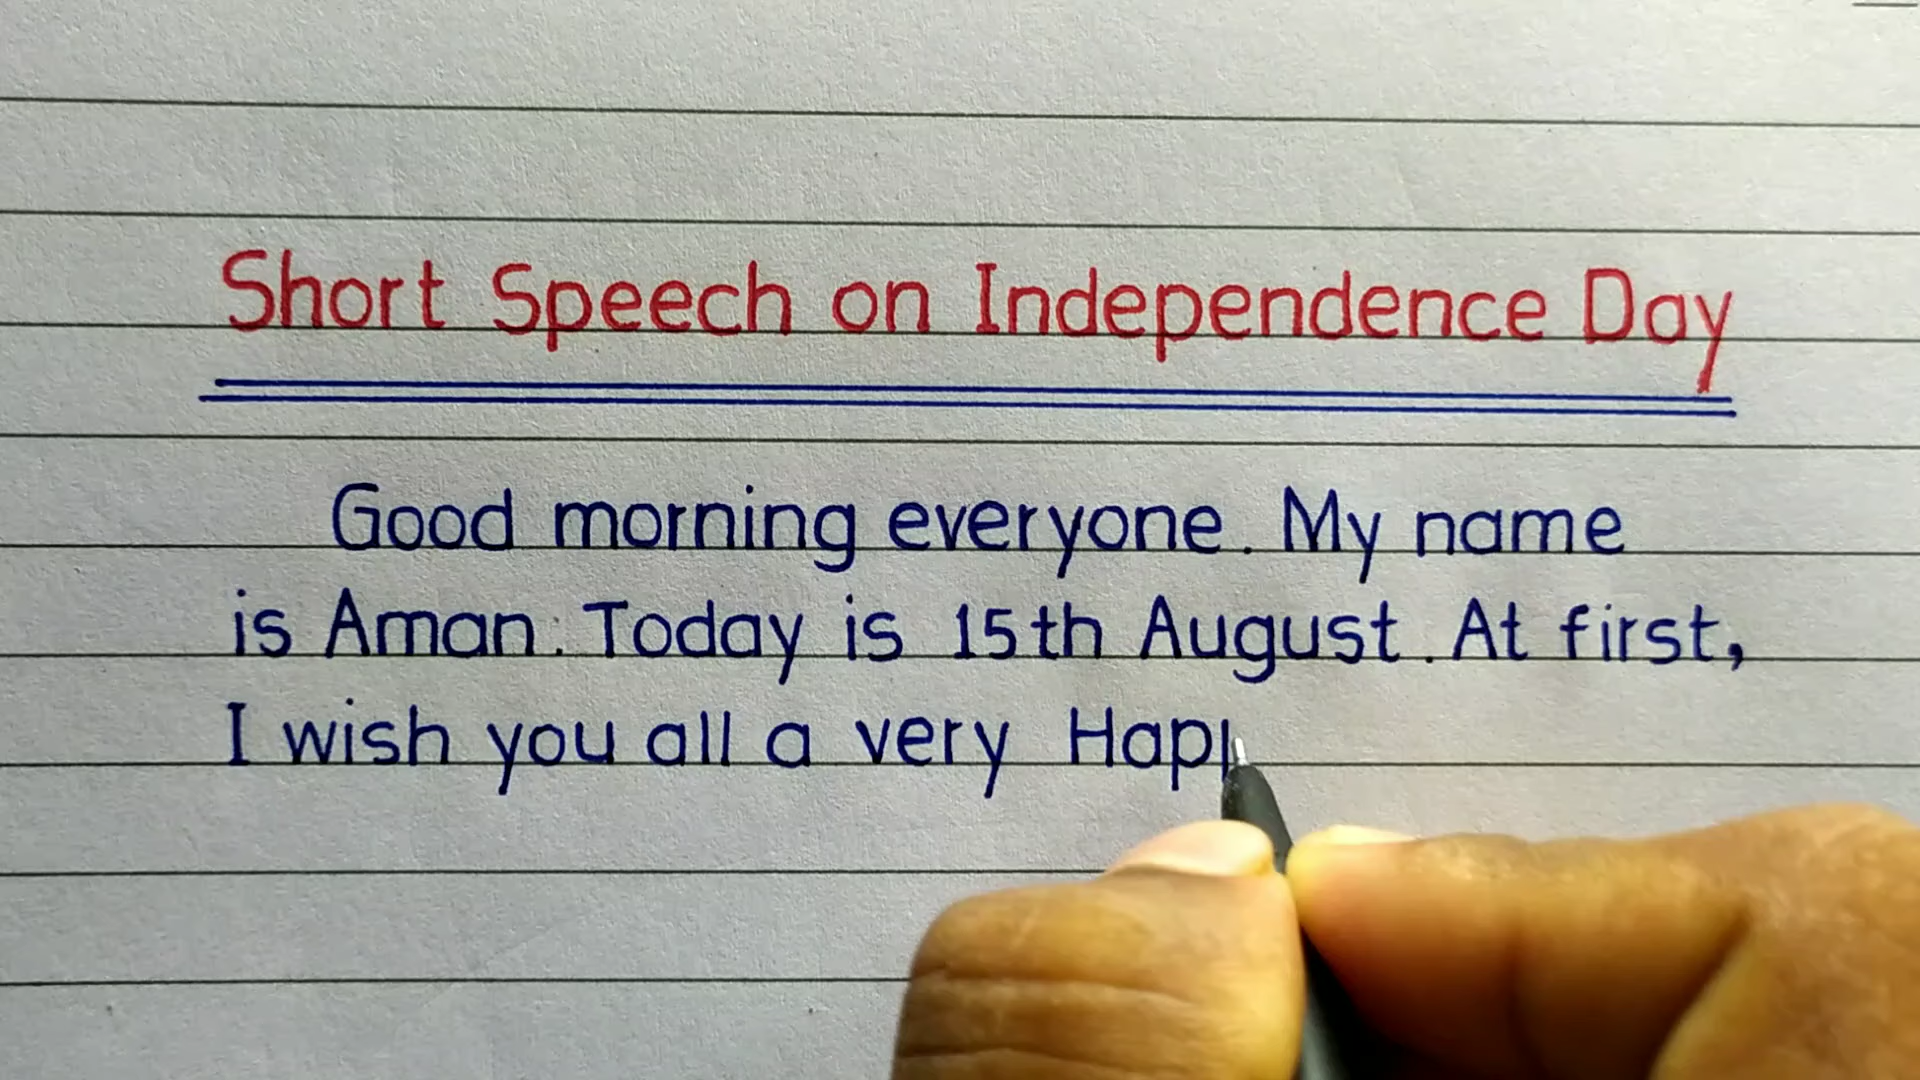 Short Speech on Independence Day
Good morning everyone. My name
is Aman. Today is 15th August. At first,
I wish you all a very Hap